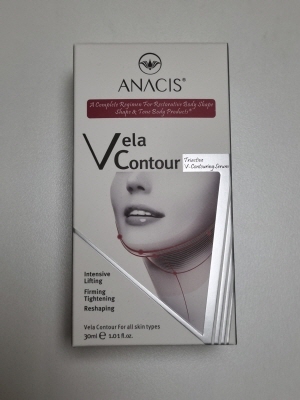 ANACIS®
A Complete Regimen For Restorative Body Shape
Shape & Tone Body Products*
Vela
Contour
Trioctive
V-Contouring Serum
Intensive
Lifting
Firming
Tightening
Reshaping
Vela Contour For all skin types
30ml e 1.01 fl.oz.